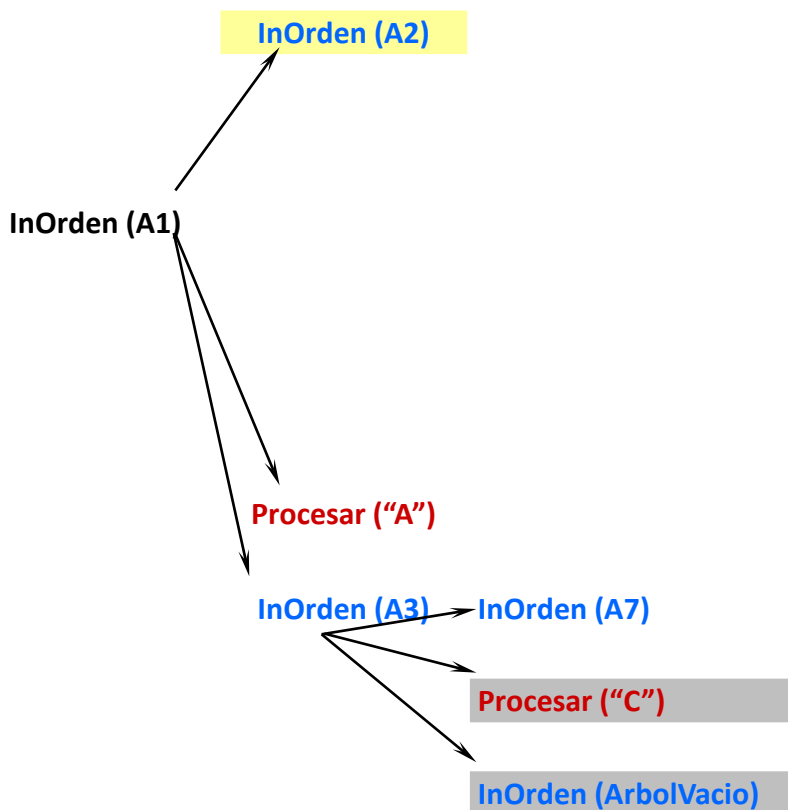 InOrden (A2)
InOrden (A1)
Procesar (“A”)
InOrden (A3) InOrden (A7)
Procesar (“C”)
InOrden (ArbolVacio)